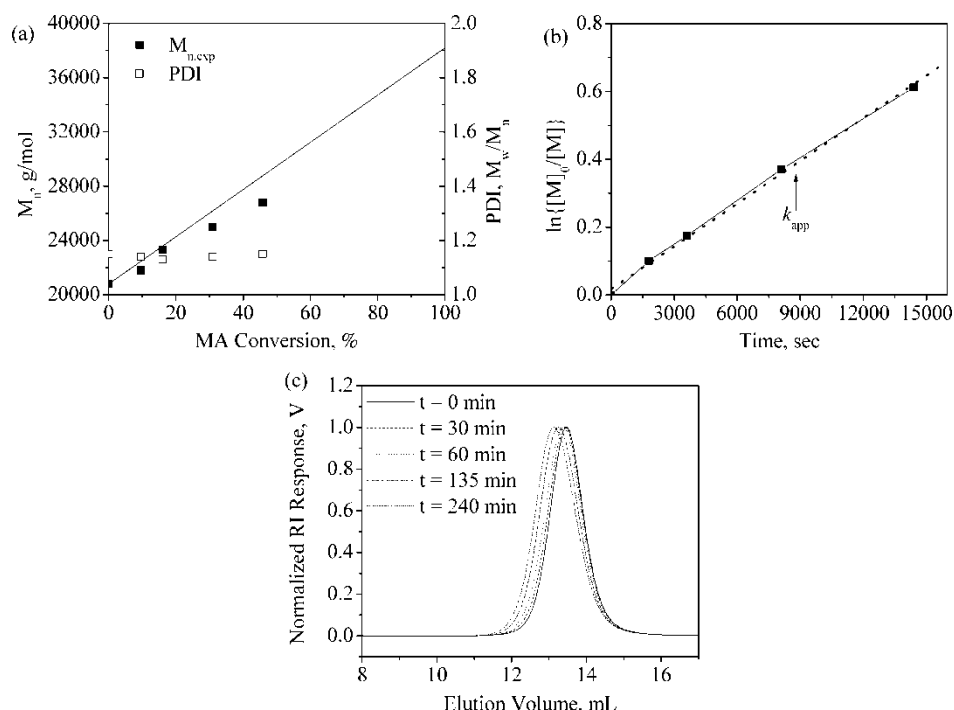 (a)
40000
36000
32000
28000
24000
20000
M_n, g/mol
M_n,exp
PDI
2.0
1.8
1.6
1.4
1.2
1.0
PDI, M_w/M_n
0 20 40 60 80 100
MA Conversion, %
(b)
0.8
0.6
0.4
0.2
0.0
ln{[M]_0/[M]}
k_app
0 3000 6000 9000 12000 15000
Time, sec
(c)
1.2
1.0
0.8
0.6
0.4
0.2
0.0
Normalized RI Response, V
t = 0 min
t = 30 min
t = 60 min
t = 135 min
t = 240 min
8 10 12 14 16
Elution Volume, mL